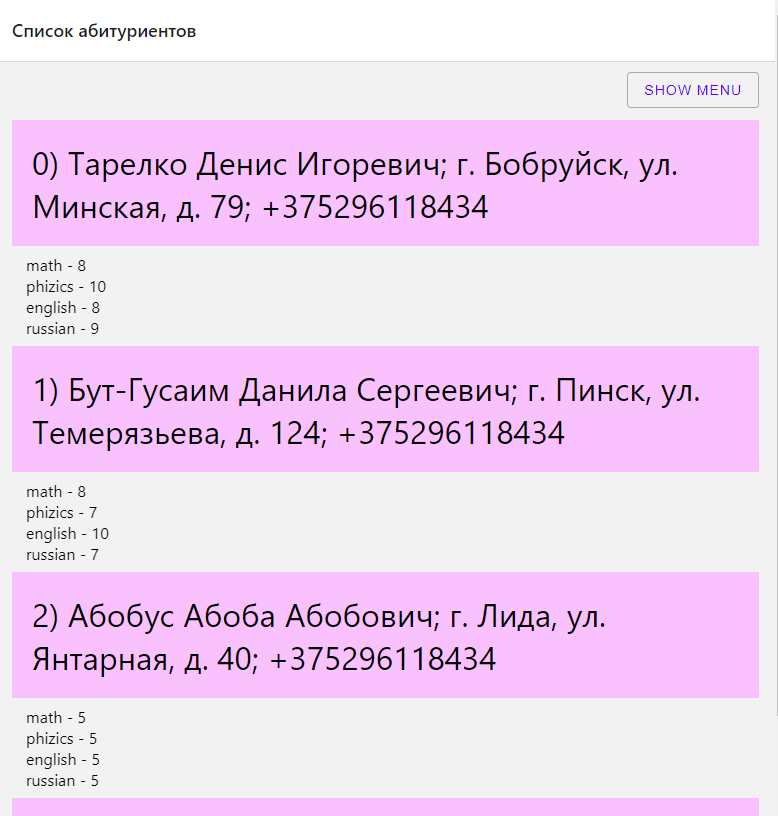 Список абитуриентов
SHOW MENU
0) Тарелко Денис Игоревич; г. Бобруйск, ул.
Минская, д. 79; +375296118434
math - 8
phizics - 10
english - 8
russian - 9
1) Бут-Гусаим Данила Сергеевич; г. Пинск, ул.
Темерязьева, д. 124; +375296118434
math - 8
phizics - 7
english - 10
russian - 7
2) Абобус Абоба Абобович; г. Лида, ул.
Янтарная, д. 40; +375296118434
math - 5
phizics - 5
english - 5
russian - 5